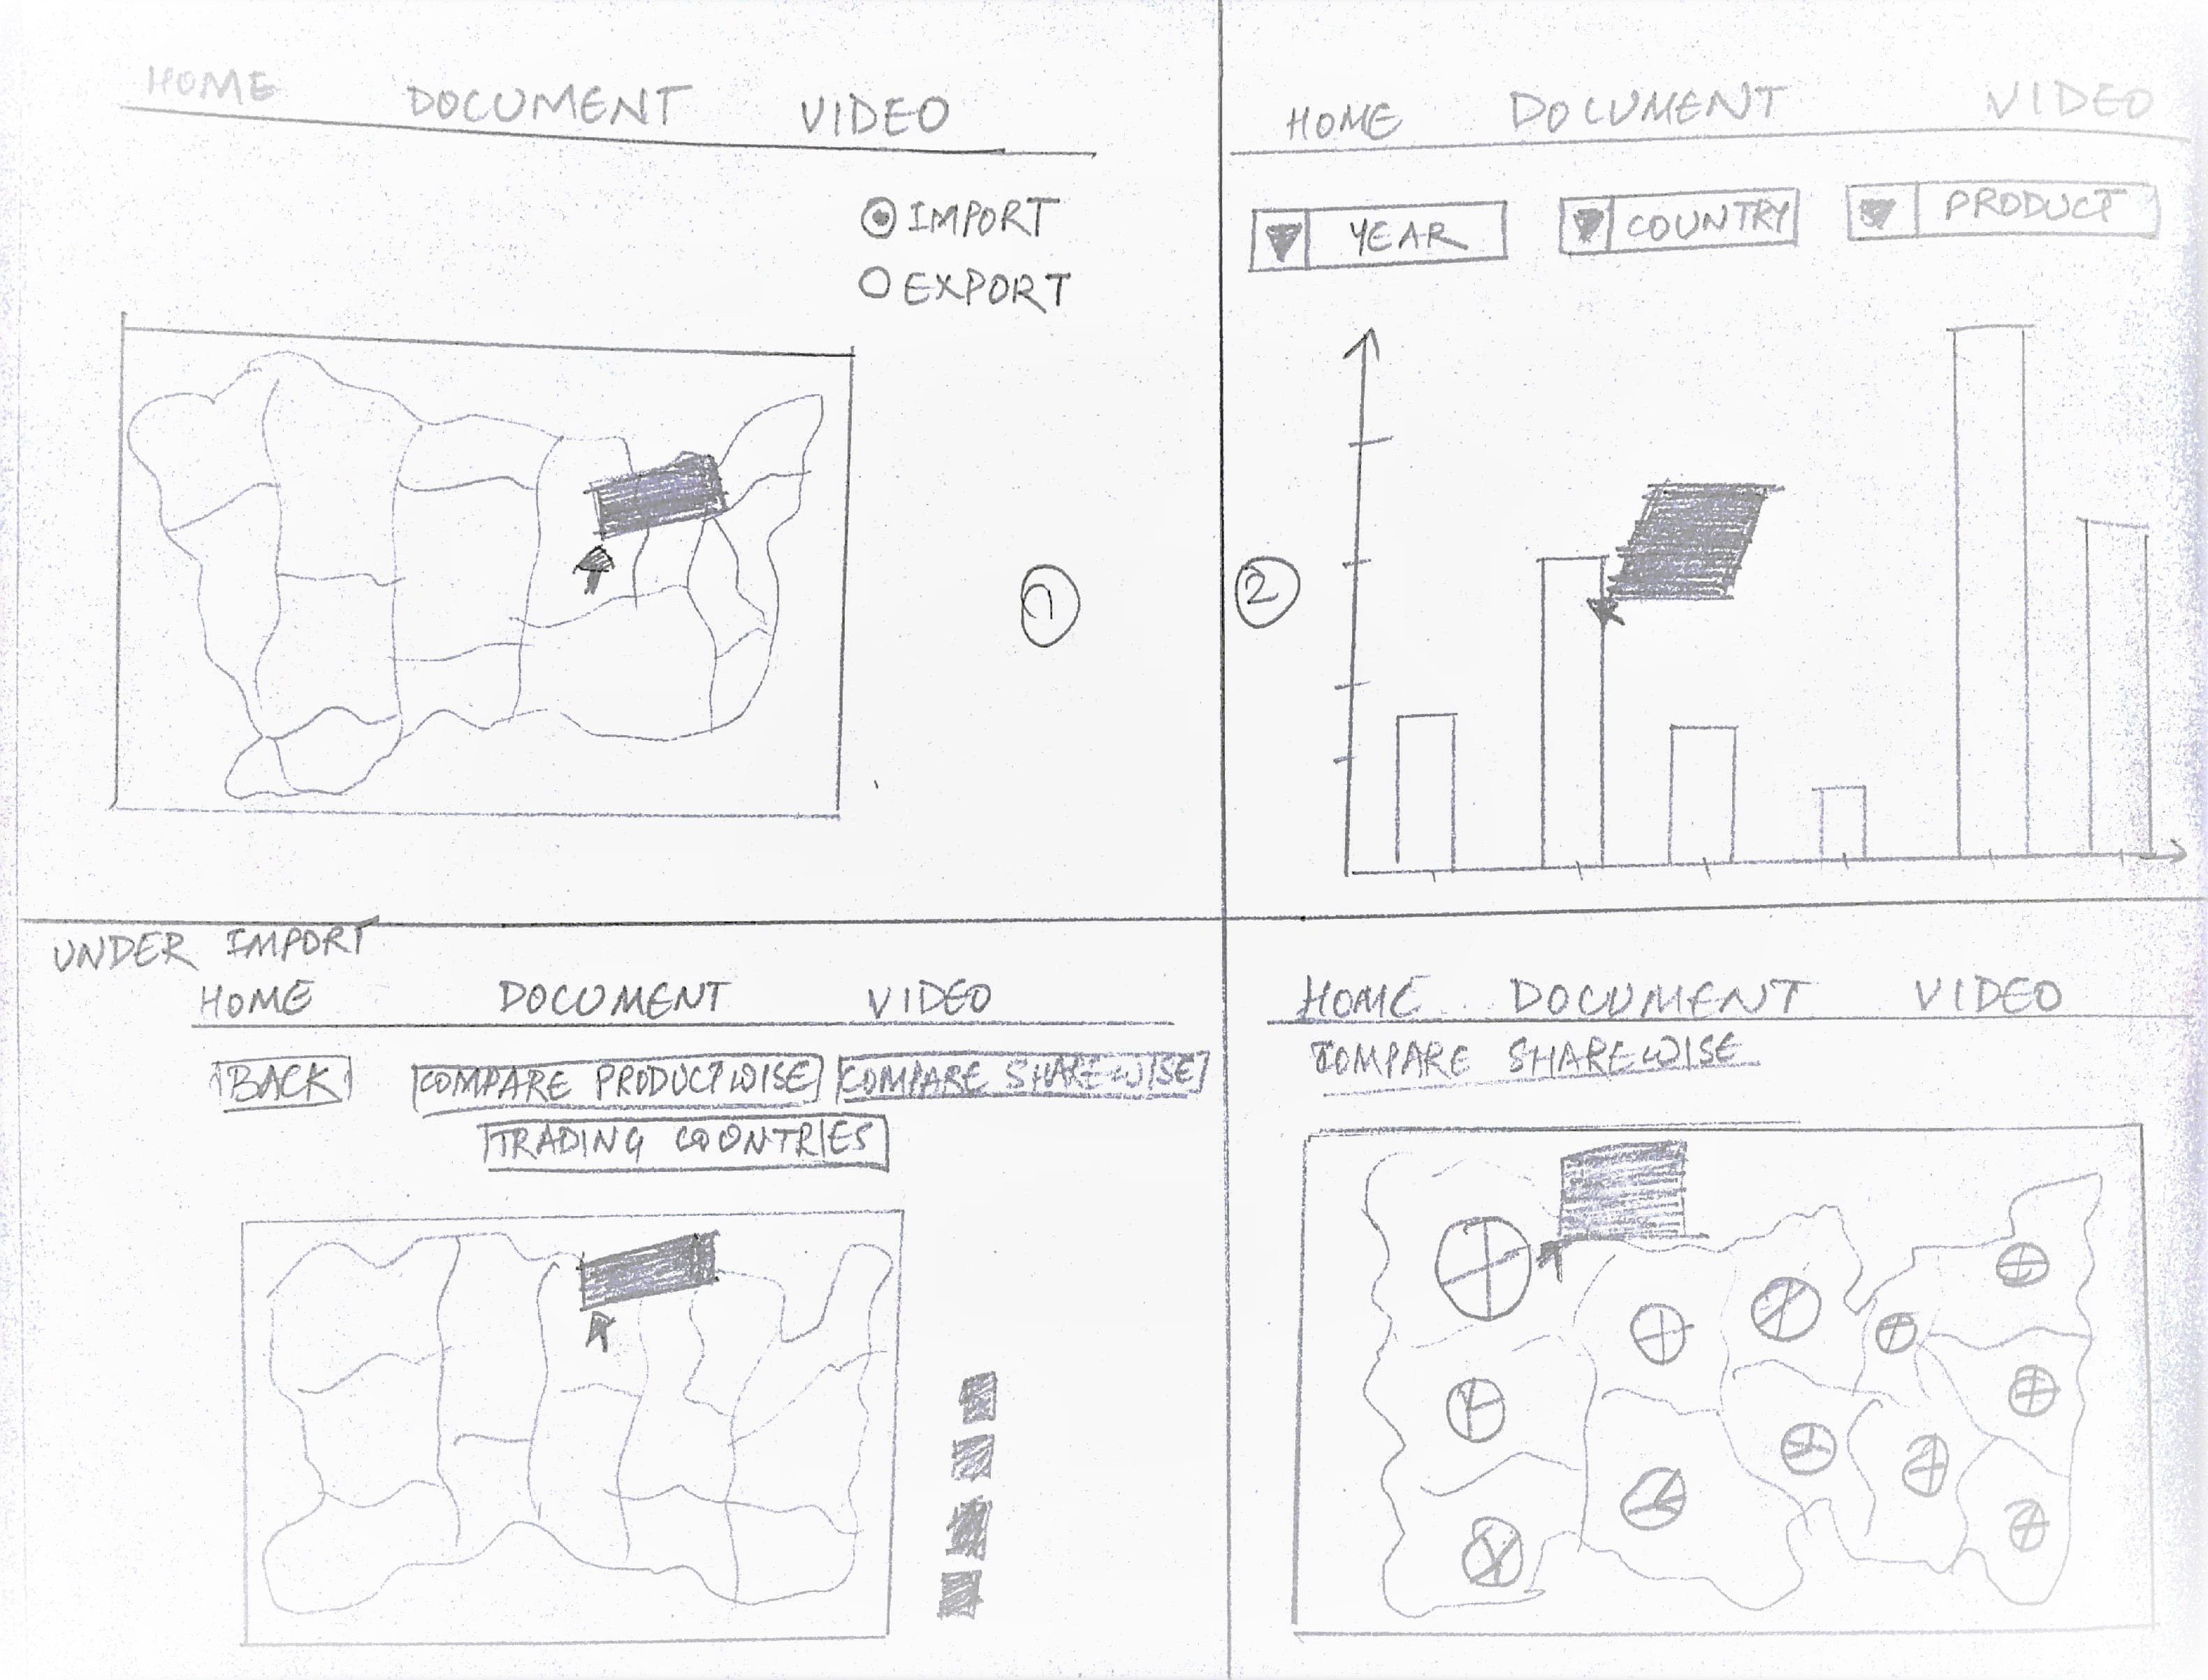 HOME DOCUMENT VIDEO
IMPORT
EXPORT
1
HOME DOCUMENT VIDEO
YEAR COUNTRY PRODUCT
2
UNDER IMPORT
HOME DOCUMENT VIDEO
BACK COMPARE PRODUCTWISE COMPARE SHAREWISE
TRADING COONTRIES
HOME DOCUMENT VIDEO
COMPARE SHAREWISE